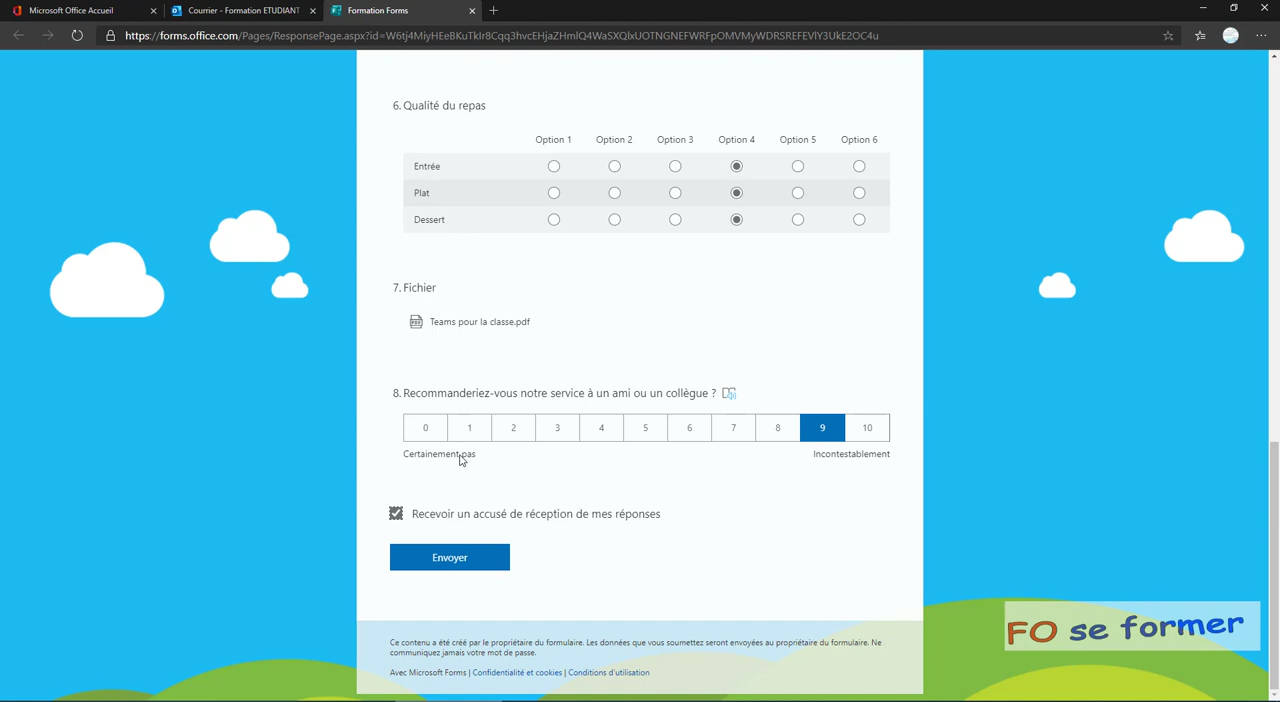 Microsoft Office Accueil
Courrier - Formation ETUDIANT
Formation Forms
https://forms.office.com/Pages/ResponsePage.aspx?id=W6tj4MiyHEeBKuTkIr8Cqq3hvcEHjaZHmlQ4WaSXQlxUOTNGNEFWRFpOMVMyWDRSREFEVlY3UkE2OC4u
6. Qualité du repas
Option 1 Option 2 Option 3 Option 4 Option 5 Option 6
Entrée
Plat
Dessert
7. Fichier
PDF Teams pour la classe.pdf
8. Recommanderiez-vous notre service à un ami ou un collègue ?
0 1 2 3 4 5 6 7 8 9 10
Certainement pas Incontestablement
Recevoir un accusé de réception de mes réponses
Envoyer
FO se former
Ce contenu a été créé par le propriétaire du formulaire. Les données que vous soumettez seront envoyées au propriétaire du formulaire. Ne
communiquez jamais votre mot de passe.
Avec Microsoft Forms | Confidentialité et cookies | Conditions d'utilisation